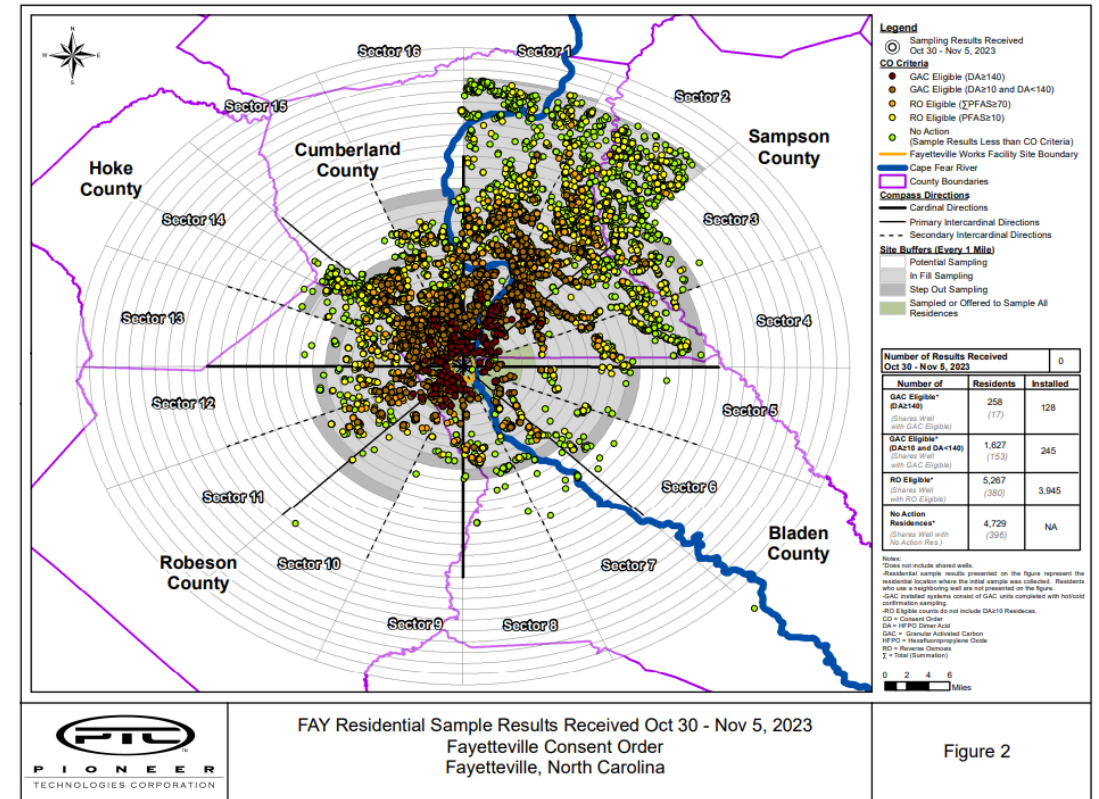 N
W
E
S
Sector 16
Sector 1
Sector 15
Sector 2
Sampson
County
Cumberland
County
Hoke
County
Sector 14
Sector 3
Sector 13
Sector 4
Sector 12
Sector 5
Sector 11
Sector 6
Bladen
County
Robeson
County
Sector 10
Sector 7
Sector 9
Sector 8
Legend
Sampling Results Received
Oct 30 - Nov 5, 2023
CO Criteria
GAC Eligible (DA≥140)
GAC Eligible (DA≥10 and DA<140)
RO Eligible (∑PFAS≥70)
RO Eligible (PFAS≥10)
No Action
(Sample Results Less than CO Criteria)
Fayetteville Works Facility Site Boundary
Cape Fear River
County Boundaries
Compass Directions
Cardinal Directions
Primary Intercardinal Directions
Secondary Intercardinal Directions
Site Buffers (Every 1 Mile)
Potential Sampling
In Fill Sampling
Step Out Sampling
Sampled or Offered to Sample All
Residences
Number of Results Received
Oct 30 - Nov 5, 2023
0
Number of Residents Installed
GAC Eligible*
(DA≥140)
(Shares Well
with GAC Eligible)
258
(17)
128
GAC Eligible*
(DA≥10 and DA<140)
(Shares Well
with GAC Eligible)
1,627
(153)
245
RO Eligible*
(Shares Well
with RO Eligible)
5,267
(380)
3,945
No Action
Residences*
(Shares Well with
No Action Res.)
4,729
(396)
NA
Notes:
*Does not include shared wells.
-Residential sample results presented on the figure represent the
residential location where the initial sample was collected. Residents
who use a neighboring well are not presented on the figure.
-GAC installed systems consist of GAC units completed with hot/cold
confirmation sampling.
-RO Eligible counts do not include DA≥10 Residences.
CO = Consent Order
DA = HFPO Dimer Acid
GAC = Granular Activated Carbon
HFPO = Hexafluoropropylene Oxide
RO = Reverse Osmosis
∑ = Total (Summation)
0 2 4 6
Miles
PTC
TM
PIONEER
TECHNOLOGIES CORPORATION
FAY Residential Sample Results Received Oct 30 - Nov 5, 2023
Fayetteville Consent Order
Fayetteville, North Carolina
Figure 2